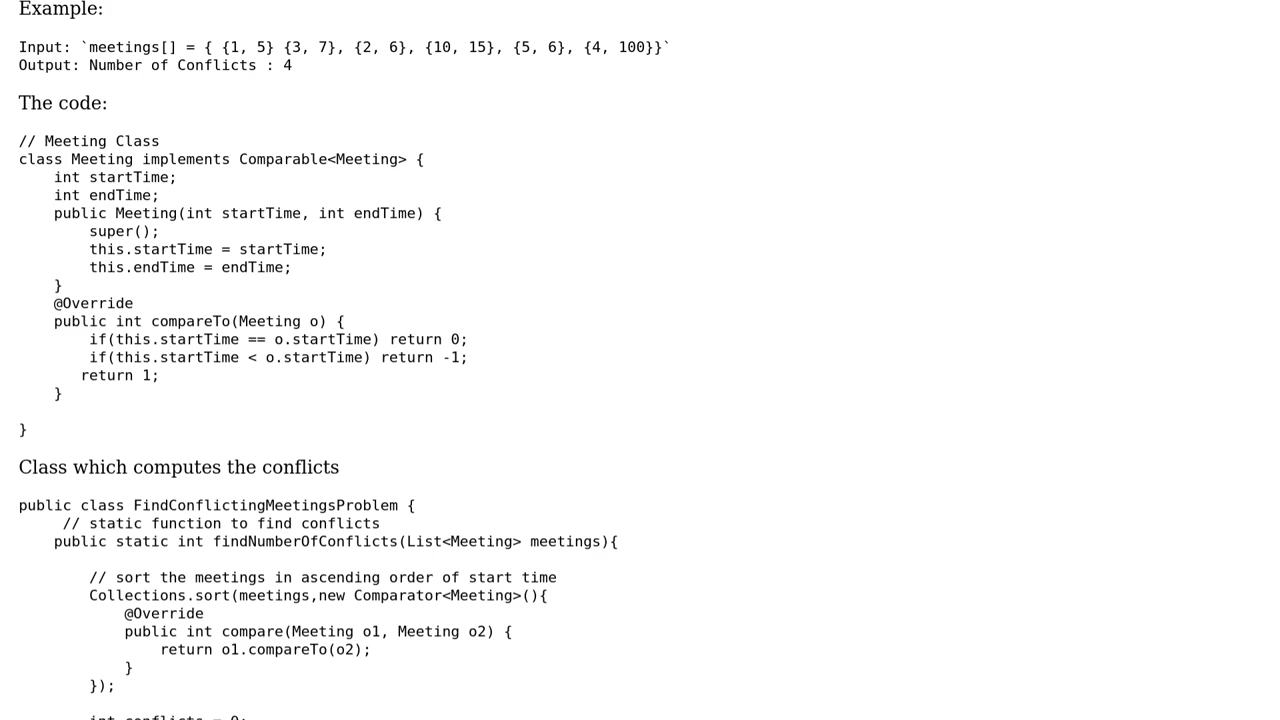 Example:
Input: `meetings[] = { {1, 5} {3, 7}, {2, 6}, {10, 15}, {5, 6}, {4, 100}}`
Output: Number of Conflicts : 4
The code:
// Meeting Class
class Meeting implements Comparable<Meeting> {
    int startTime;
    int endTime;
    public Meeting(int startTime, int endTime) {
        super();
        this.startTime = startTime;
        this.endTime = endTime;
    }
    @Override
    public int compareTo(Meeting o) {
        if(this.startTime == o.startTime) return 0;
        if(this.startTime < o.startTime) return -1;
       return 1;
    }
}
Class which computes the conflicts
public class FindConflictingMeetingsProblem {
     // static function to find conflicts
    public static int findNumberOfConflicts(List<Meeting> meetings){
        // sort the meetings in ascending order of start time
        Collections.sort(meetings,new Comparator<Meeting>(){
            @Override
            public int compare(Meeting o1, Meeting o2) {
                return o1.compareTo(o2);
            }
        });
        int conflicts = 0;